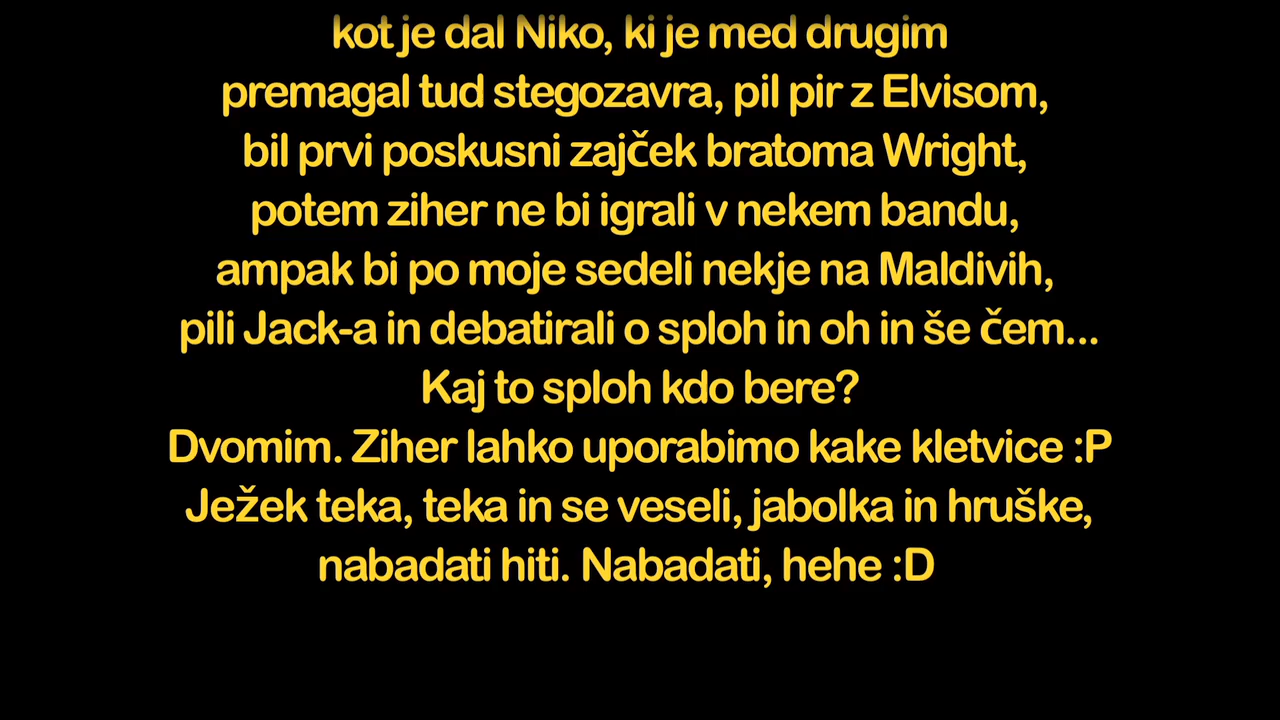 kot je dal Niko, ki je med drugim
premagal tud stegozavra, pil pir z Elvisom,
bil prvi poskusni zajček bratoma Wright,
potem ziher ne bi igrali v nekem bandu,
ampak bi po moje sedeli nekje na Maldivih,
pili Jack-a in debatirali o sploh in oh in še čem...
Kaj to sploh kdo bere?
Dvomim. Ziher lahko uporabimo kake kletvice :P
Ježek teka, teka in se veseli, jabolka in hruške,
nabadati hiti. Nabadati, hehe :D